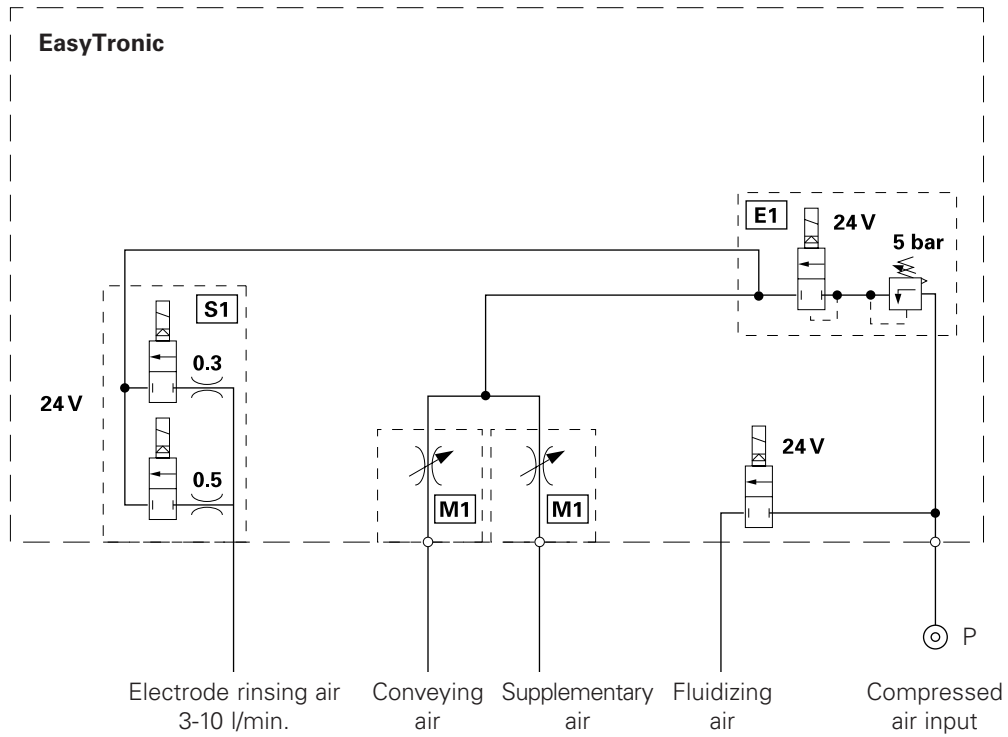 EasyTronic
E1
24 V
5 bar
S1
0.3
24 V
0.5
24 V
M1
M1
P
Electrode rinsing air
3-10 l/min.
Conveying
air
Supplementary
air
Fluidizing
air
Compressed
air input